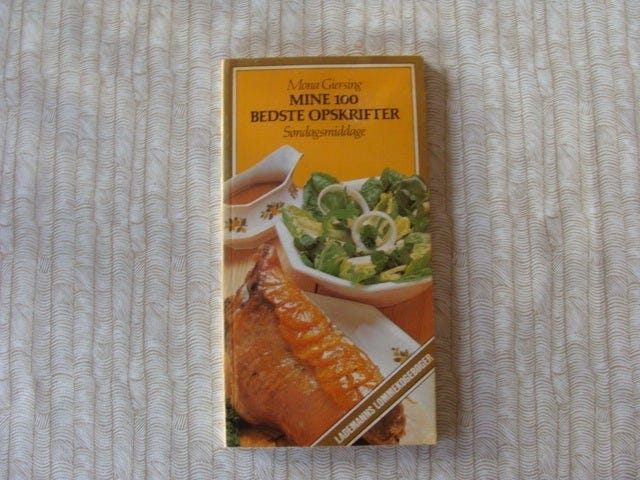 Mona Giersing
MINE 100
BEDSTE OPSKRIFTER
Søndagsmiddage
LADEMANNS LOMMEKOGEBØGER